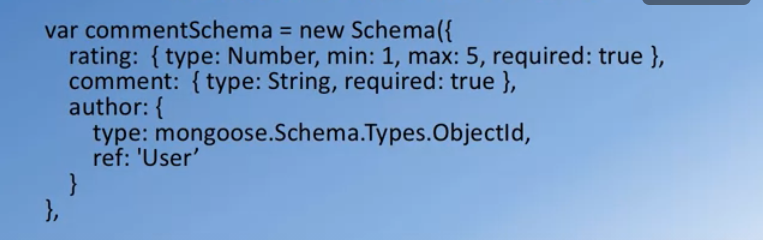 var commentSchema = new Schema({
rating: { type: Number, min: 1, max: 5, required: true },
comment: { type: String, required: true },
author: {
type: mongoose.Schema.Types.ObjectId,
ref: 'User’
}
},